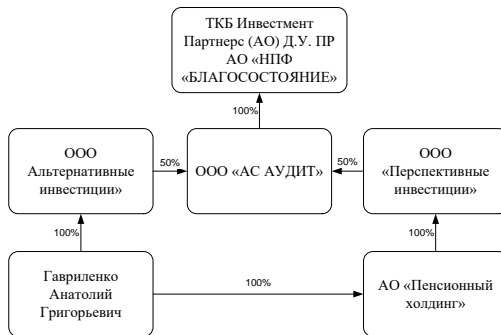 ТКБ Инвестмент
Партнерс (АО) Д.У. ПР
АО «НПФ
«БЛАГОСОСТОЯНИЕ»
100%
ООО
Альтернативные
инвестиции»
50%
ООО «АС АУДИТ»
50%
ООО
«Перспективные
инвестиции»
100%
100%
Гавриленко
Анатолий
Григорьевич
100%
АО «Пенсионный
холдинг»